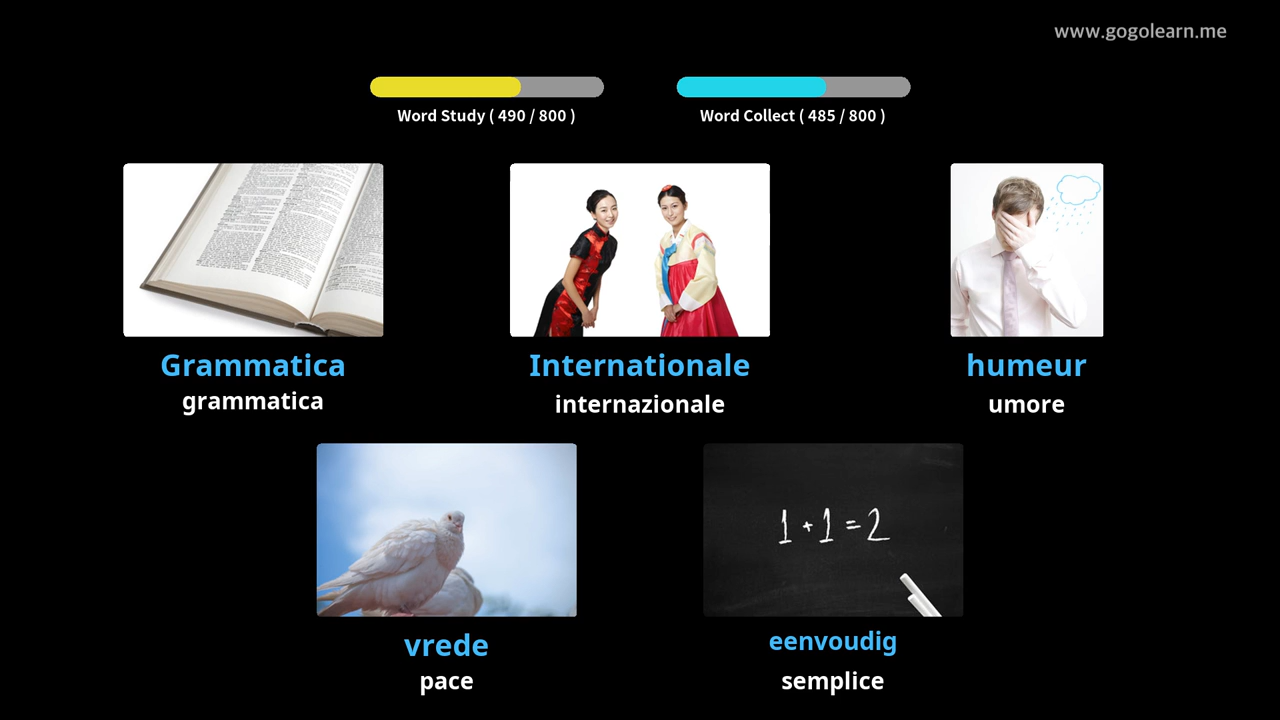 www.gogolearn.me
Word Study ( 490 / 800 )
Word Collect ( 485 / 800 )
Grammatica
grammatica
Internationale
internazionale
humeur
umore
1 + 1 = 2
vrede
pace
eenvoudig
semplice